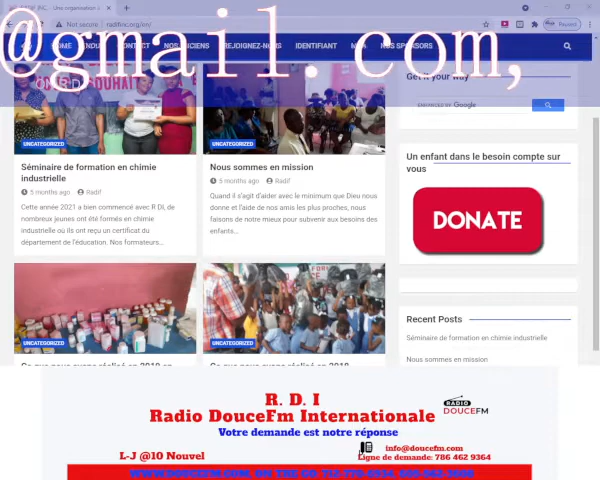 Not secure | radifinc.org/en/
@gmail.com,
NOS ANCIENS REJOIGNEZ-NOUS IDENTIFIANT NOS SPONSORS
UNCATEGORIZED
Séminaire de formation en chimie
industrielle
5 months ago Radif
Cette année 2021 a bien commencé avec R DI, de
nombreux jeunes ont été formés en chimie
industrielle où ils ont reçu un certificat du
département de l'éducation. Nos formateurs...
UNCATEGORIZED
Nous sommes en mission
5 months ago Radif
Quand il s'agit d'aider avec le minimum que Dieu nous
donne et l'aide de nos amis les plus proches, nous
faisons de notre mieux pour subvenir aux besoins des
enfants...
UNCATEGORIZED
UNCATEGORIZED
Get it your way
ENHANCED BY Google
Un enfant dans le besoin compte sur
vous
DONATE
Recent Posts
Séminaire de formation en chimie industrielle
Nous sommes en mission
R. D. I
Radio DouceFm Internationale
RADIO
DOUCEFM
Votre demande est notre réponse
info@doucefm.com
L-J @10 Nouvel
Ligne de demande: 786 462 9364